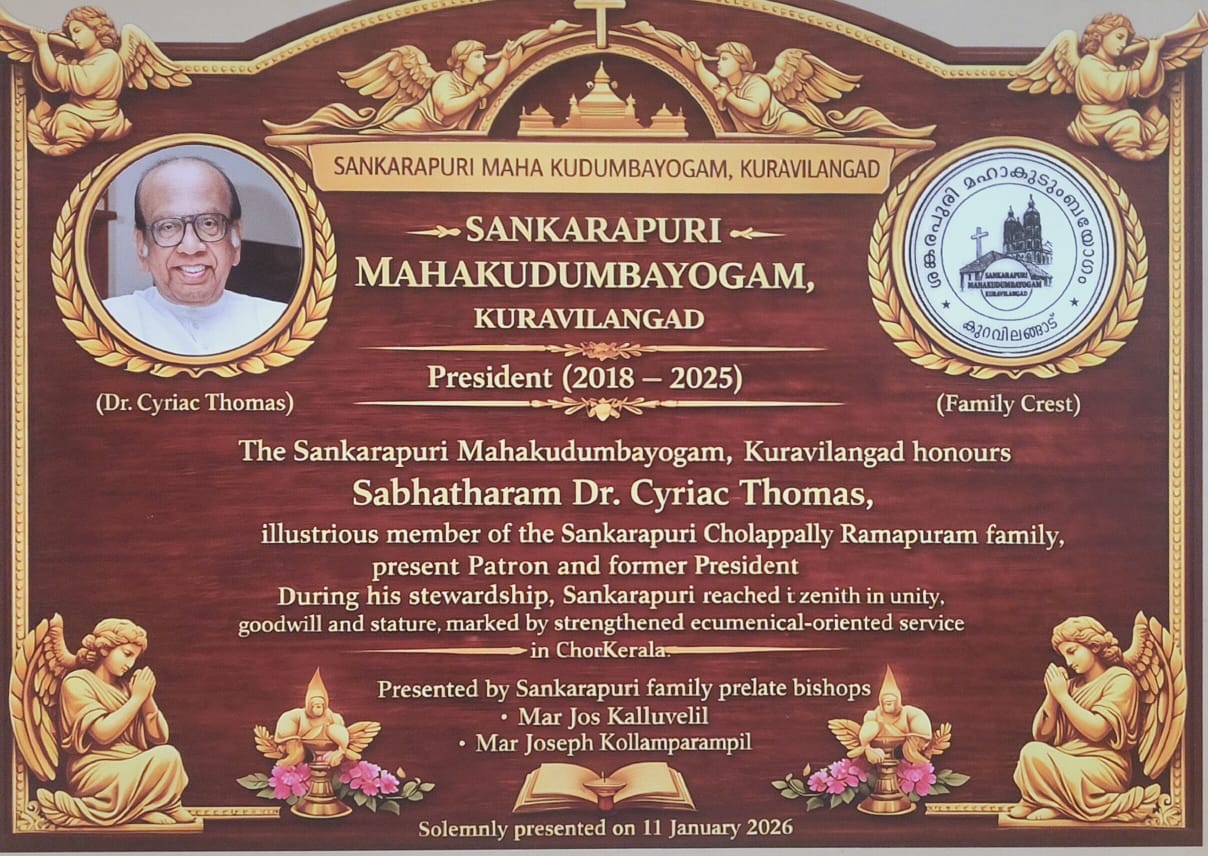 SANKARAPURI MAHA KUDUMBAYOGAM, KURAVILANGAD
SANKARAPURI
MAHAKUDUMBAYOGAM,
KURAVILANGAD
President (2018 – 2025)
(Dr. Cyriac Thomas)
ശങ്കരപുരി മഹാകുടുംബയോഗം
SANKARAPURI
MAHAKUDUMBAYOGAM
KURAVILANGAD
കുറവിലങ്ങാട്
(Family Crest)
The Sankarapuri Mahakudumbayogam, Kuravilangad honours
Sabhatharam Dr. Cyriac Thomas,
illustrious member of the Sankarapuri Cholappally Ramapuram family,
present Patron and former President
During his stewardship, Sankarapuri reached i zenith in unity,
goodwill and stature, marked by strengthened ecumenical-oriented service
in ChorKerala.
Presented by Sankarapuri family prelate bishops
• Mar Jos Kalluvelil
• Mar Joseph Kollamparampil
Solemnly presented on 11 January 2026